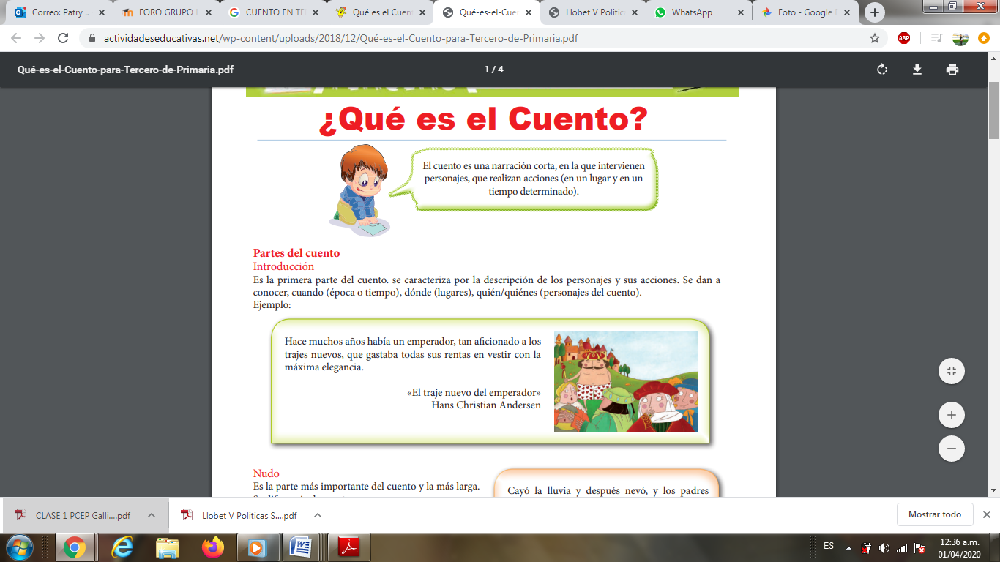 Correo: Patry ..
FORO GRUPO
CUENTO EN TE
Qué es el Cuent
Qué-es-el-Cue
Llobet V Politic
WhatsApp
Foto - Google
actividadeseducativas.net/wp-content/uploads/2018/12/Qué-es-el-Cuento-para-Tercero-de-Primaria.pdf
ABP
Qué-es-el-Cuento-para-Tercero-de-Primaria.pdf
1 / 4
¿Qué es el Cuento?
El cuento es una narración corta, en la que intervienen
personajes, que realizan acciones (en un lugar y en un
tiempo determinado).
Partes del cuento
Introducción
Es la primera parte del cuento. se caracteriza por la descripción de los personajes y sus acciones. Se dan a
conocer, cuando (época o tiempo), dónde (lugares), quién/quiénes (personajes del cuento).
Ejemplo:
Hace muchos años había un emperador, tan aficionado a los
trajes nuevos, que gastaba todas sus rentas en vestir con la
máxima elegancia.
«El traje nuevo del emperador»
Hans Christian Andersen
Nudo
Es la parte más importante del cuento y la más larga.
Cayó la lluvia y después nevó, y los padres
CLASE 1 PCEP Galli....pdf
Llobet V Politicas S....pdf
Mostrar todo
ES
12:36 a.m.
01/04/2020